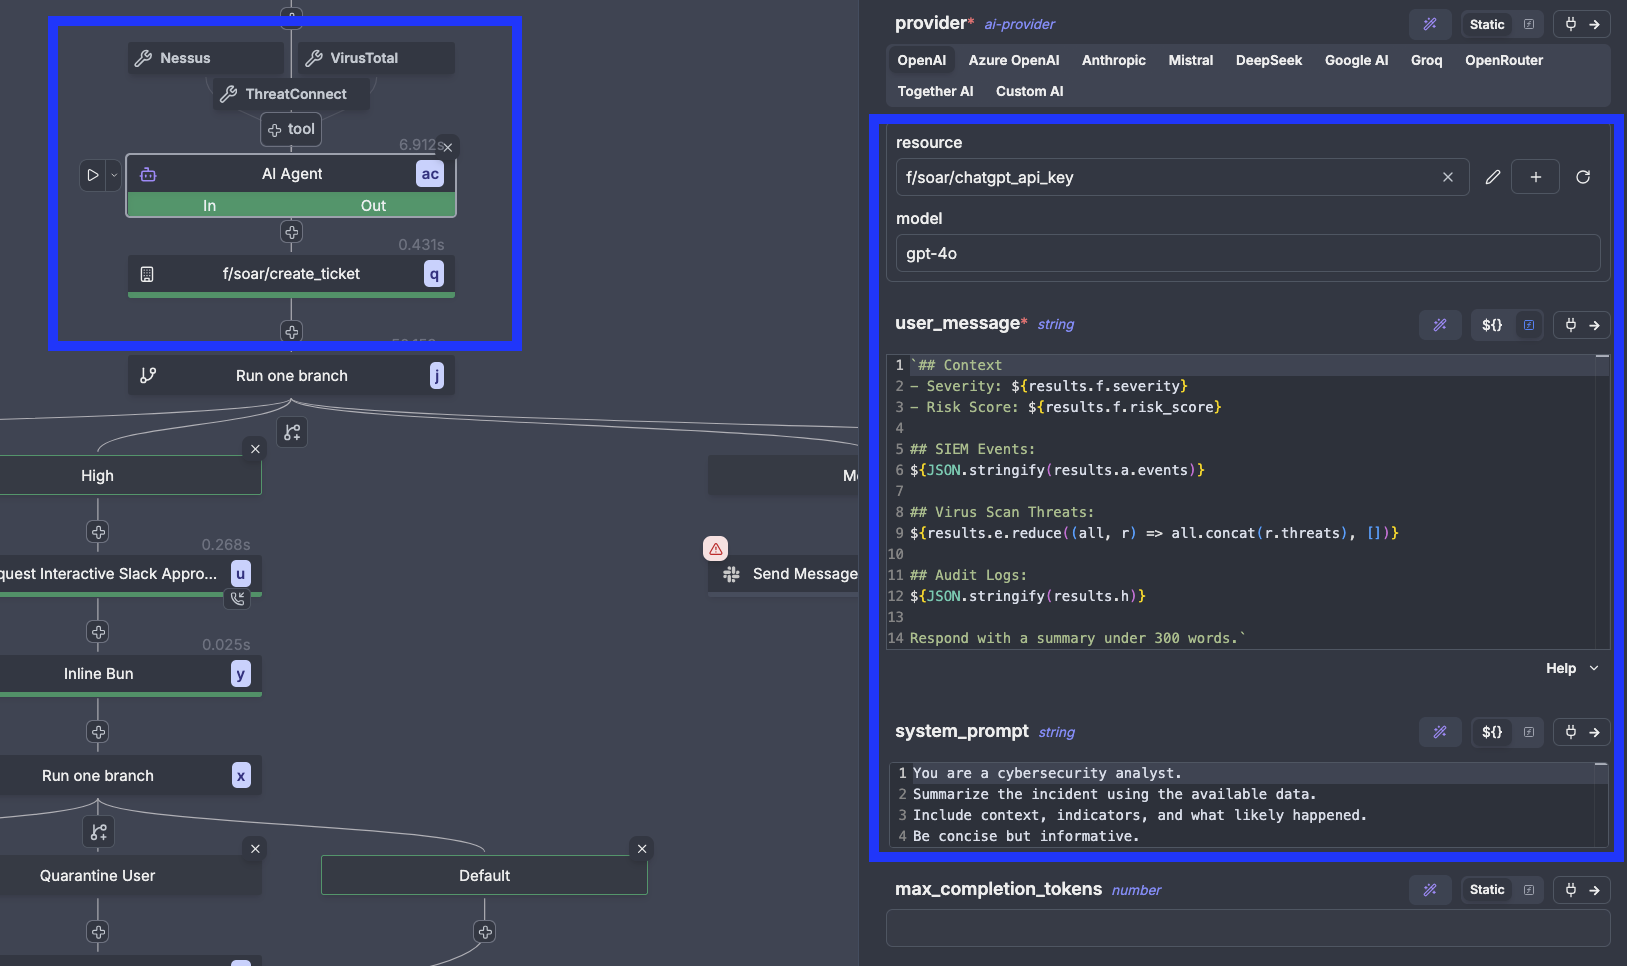 Nessus
VirusTotal
ThreatConnect
tool
6.912s
AI Agent
ac
In
Out
0.431s
f/soar/create_ticket
q
Run one branch
j
High
0.268s
quest Interactive Slack Appro...
u
0.025s
Inline Bun
y
Run one branch
x
Quarantine User
Default
Send Message
provider* ai-provider
Static
OpenAI Azure OpenAI Anthropic Mistral DeepSeek Google AI Groq OpenRouter
Together AI Custom AI
resource
f/soar/chatgpt_api_key
model
gpt-4o
user_message* string
${}
1 `## Context
2 - Severity: ${results.f.severity}
3 - Risk Score: ${results.f.risk_score}
4
5 ## SIEM Events:
6 ${JSON.stringify(results.a.events)}
7
8 ## Virus Scan Threats:
9 ${results.e.reduce((all, r) => all.concat(r.threats), [])}
10
11 ## Audit Logs:
12 ${JSON.stringify(results.h)}
13
14 Respond with a summary under 300 words.`
Help
system_prompt string
${}
1 You are a cybersecurity analyst.
2 Summarize the incident using the available data.
3 Include context, indicators, and what likely happened.
4 Be concise but informative.
max_completion_tokens number
Static